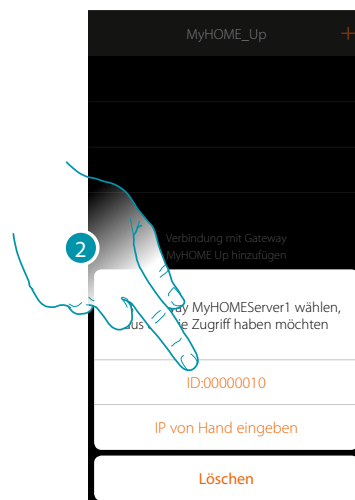 MyHOME_Up +
Verbindung mit Gateway
MyHOME Up hinzufügen
2
MyHOMEServer1 wählen,
Zugriff haben möchten
ID:00000010
IP von Hand eingeben
Löschen